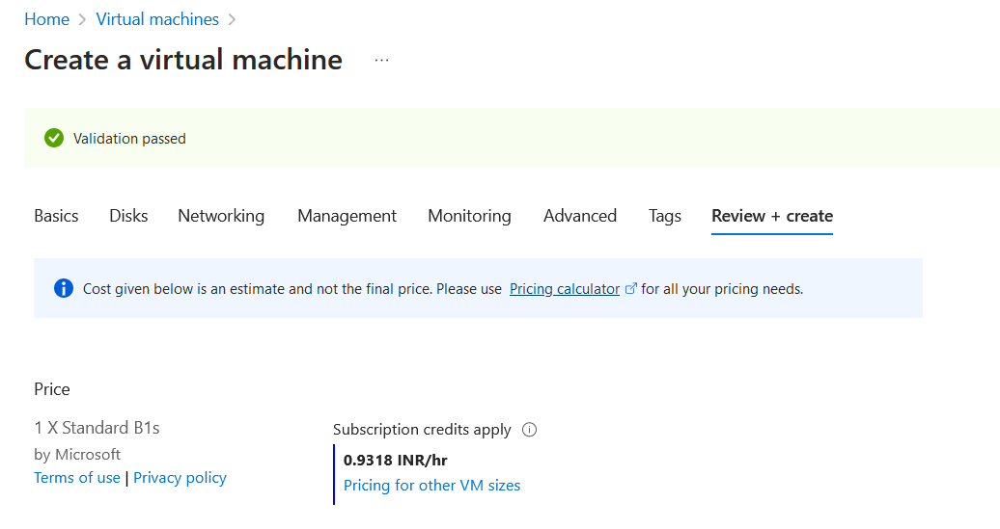 Home > Virtual machines >
Create a virtual machine ...
Validation passed
Basics Disks Networking Management Monitoring Advanced Tags Review + create
Cost given below is an estimate and not the final price. Please use Pricing calculator for all your pricing needs.
Price
1 X Standard B1s
by Microsoft
Terms of use | Privacy policy
Subscription credits apply
0.9318 INR/hr
Pricing for other VM sizes